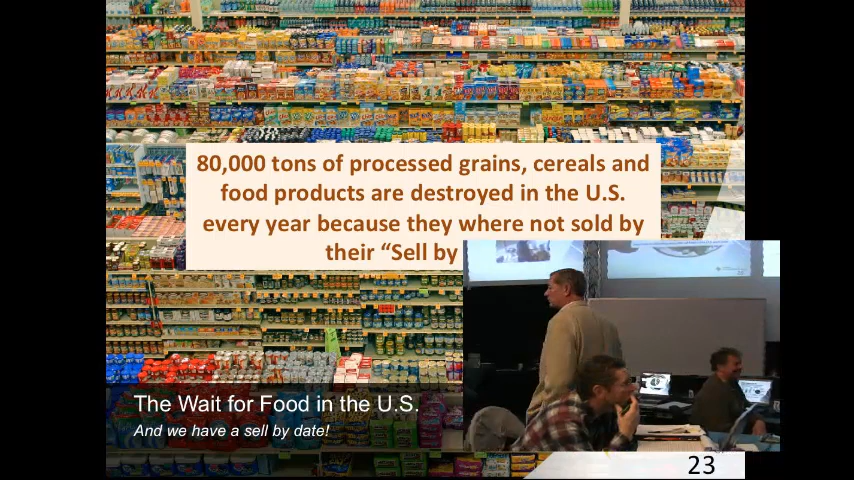 80,000 tons of processed grains, cereals and
food products are destroyed in the U.S.
every year because they where not sold by
their “Sell by
The Wait for Food in the U.S.
And we have a sell by date!
23